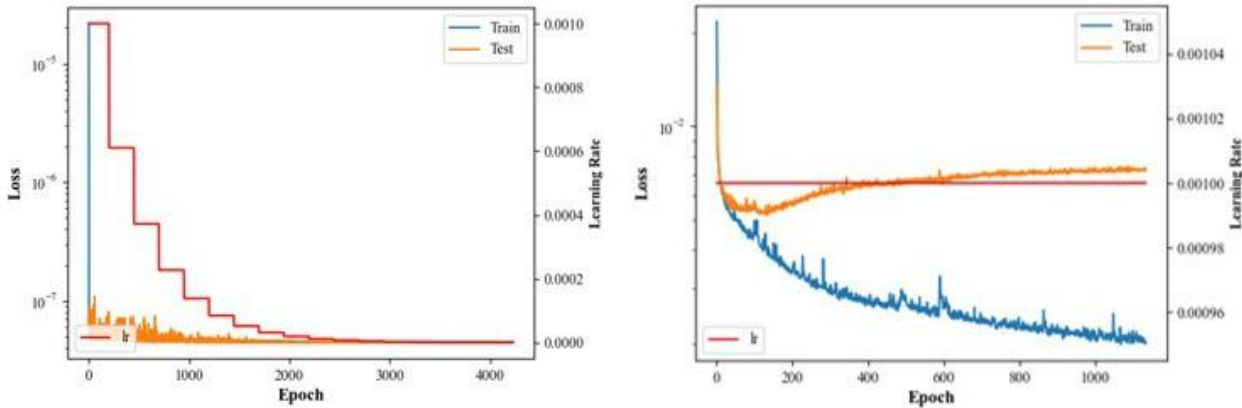 Train
Test
lr
10⁻⁵
10⁻⁶
10⁻⁷
Loss
0.0010
0.0008
0.0006
0.0004
0.0002
0.0000
Learning Rate
0 1000 2000 3000 4000
Epoch
Train
Test
lr
10⁻²
Loss
0.00104
0.00102
0.00100
0.00098
0.00096
Learning Rate
0 200 400 600 800 1000
Epoch